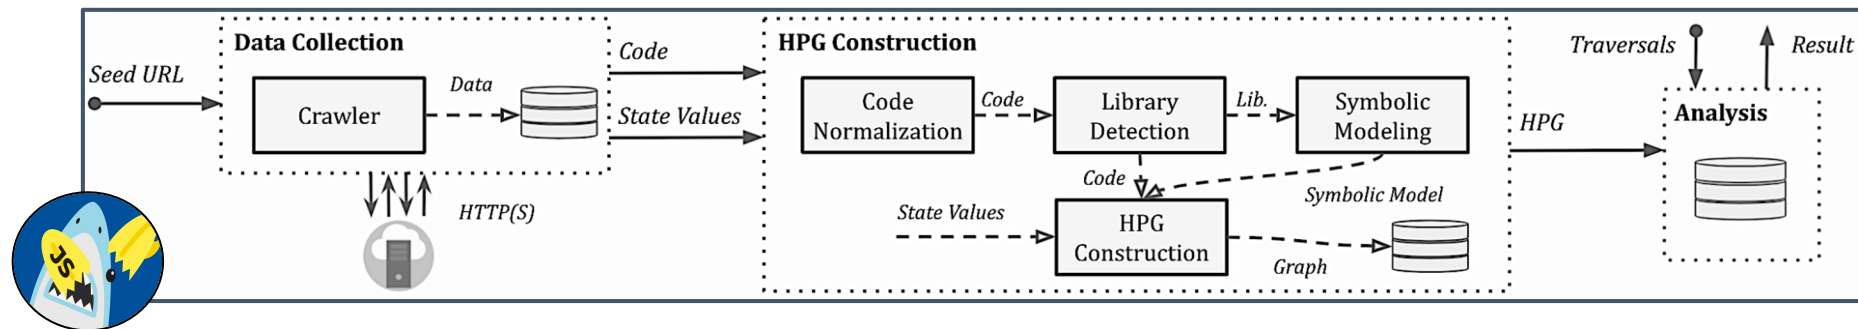 Seed URL
Data Collection
Crawler
Data
HTTP(S)
Code
State Values
HPG Construction
Code
Normalization
Code
Library
Detection
Lib.
Symbolic
Modeling
Code
Symbolic Model
State Values
HPG
Construction
Graph
HPG
Traversals
Result
Analysis
JS